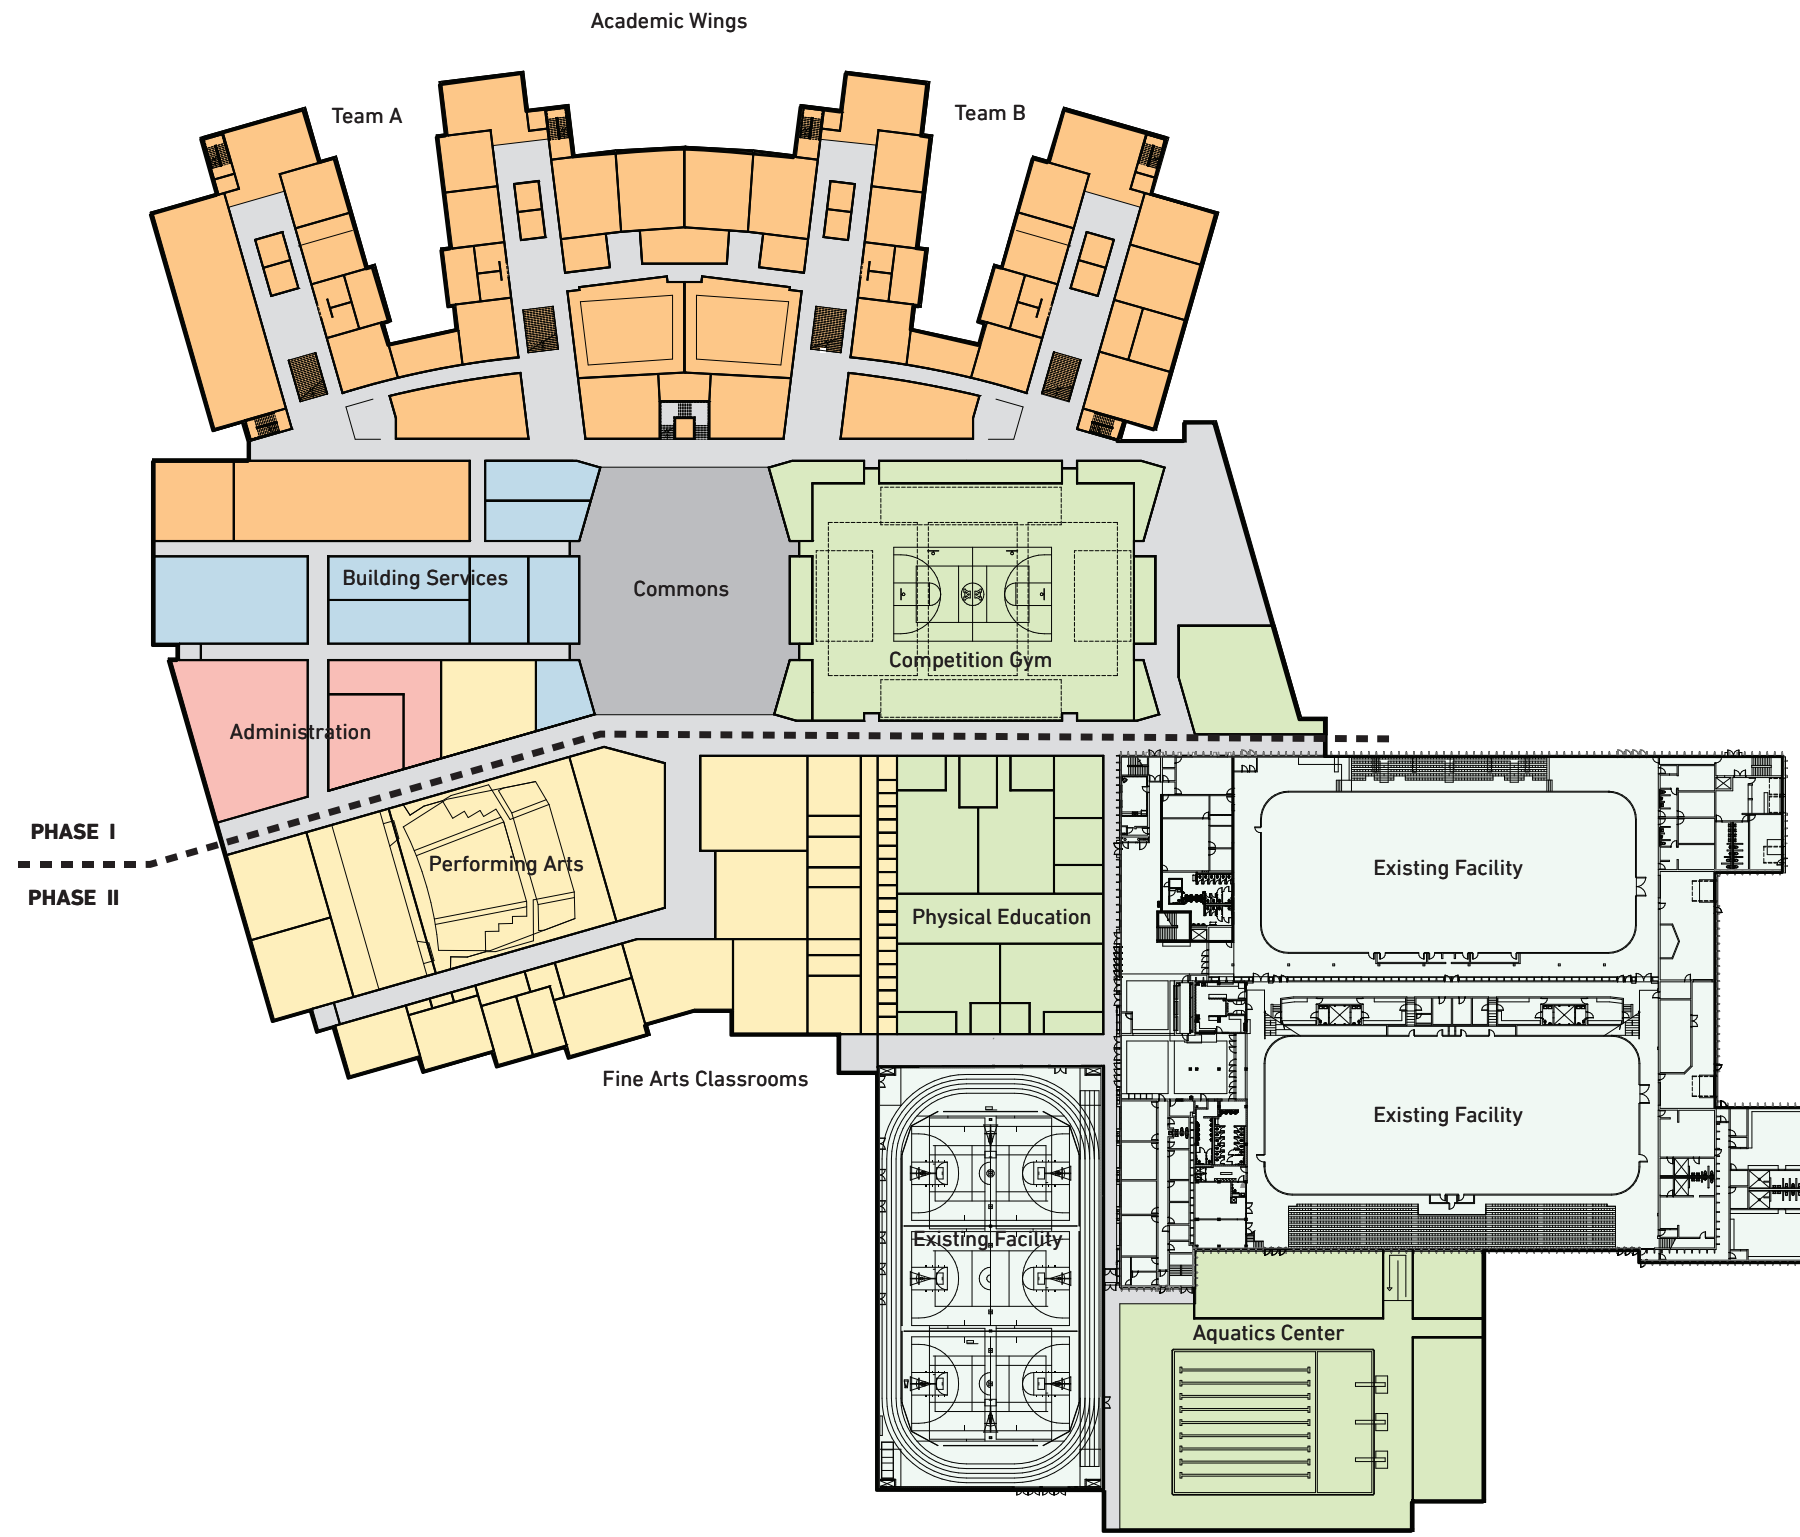 Academic Wings
Team A
Team B
Building Services
Commons
Competition Gym
Administration
PHASE I
PHASE II
Performing Arts
Existing Facility
Physical Education
Fine Arts Classrooms
Existing Facility
Existing Facility
Aquatics Center